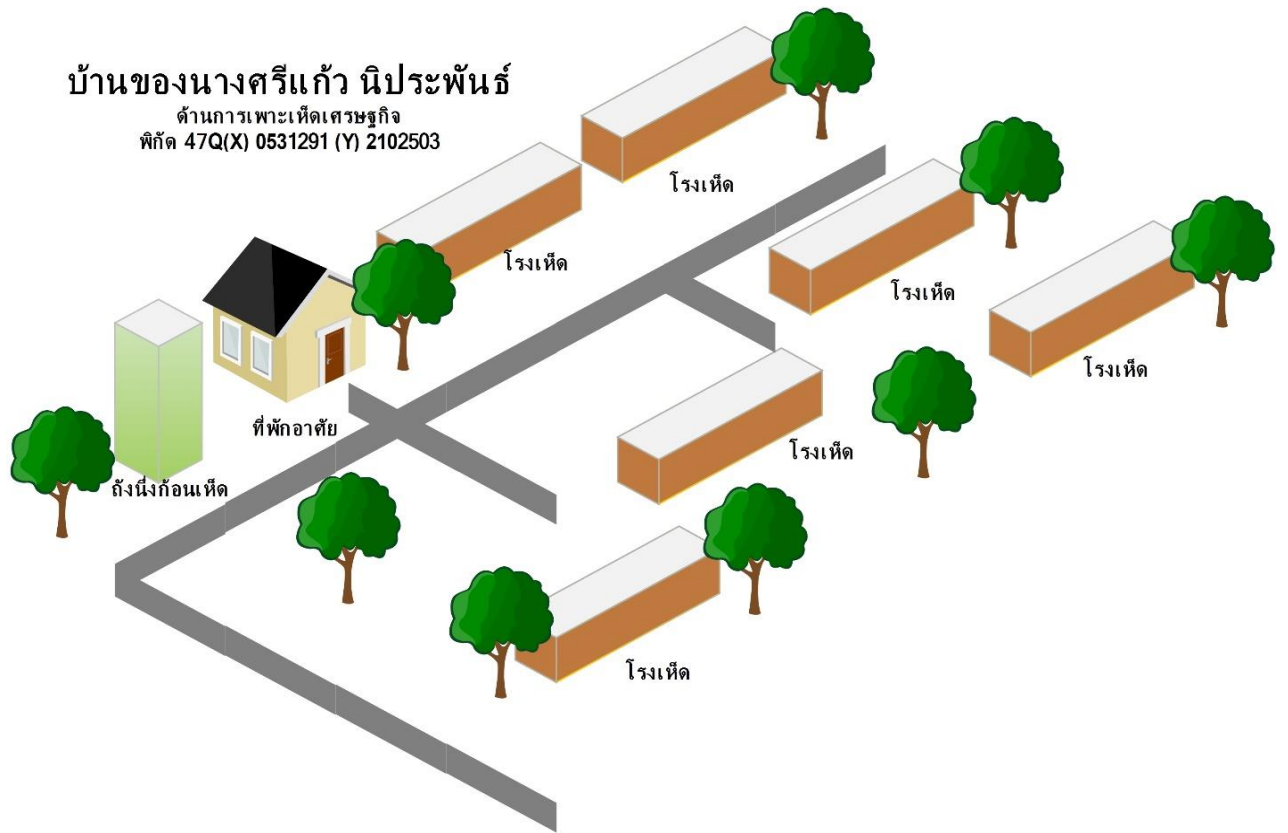 บ้านของนางศรีแก้ว นิประพันธ์
ด้านการเพาะเห็ดเศรษฐกิจ
พิกัด 47Q(X) 0531291 (Y) 2102503
โรงเห็ด
โรงเห็ด
โรงเห็ด
โรงเห็ด
ที่พักอาศัย
โรงเห็ด
ถังนึ่งก้อนเห็ด
โรงเห็ด